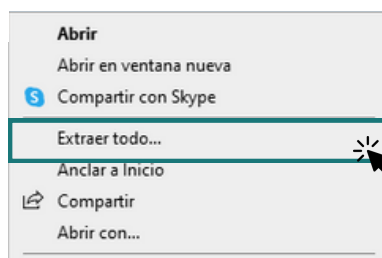 Abrir
Abrir en ventana nueva
Compartir con Skype
Extraer todo...
Anclar a Inicio
Compartir
Abrir con...